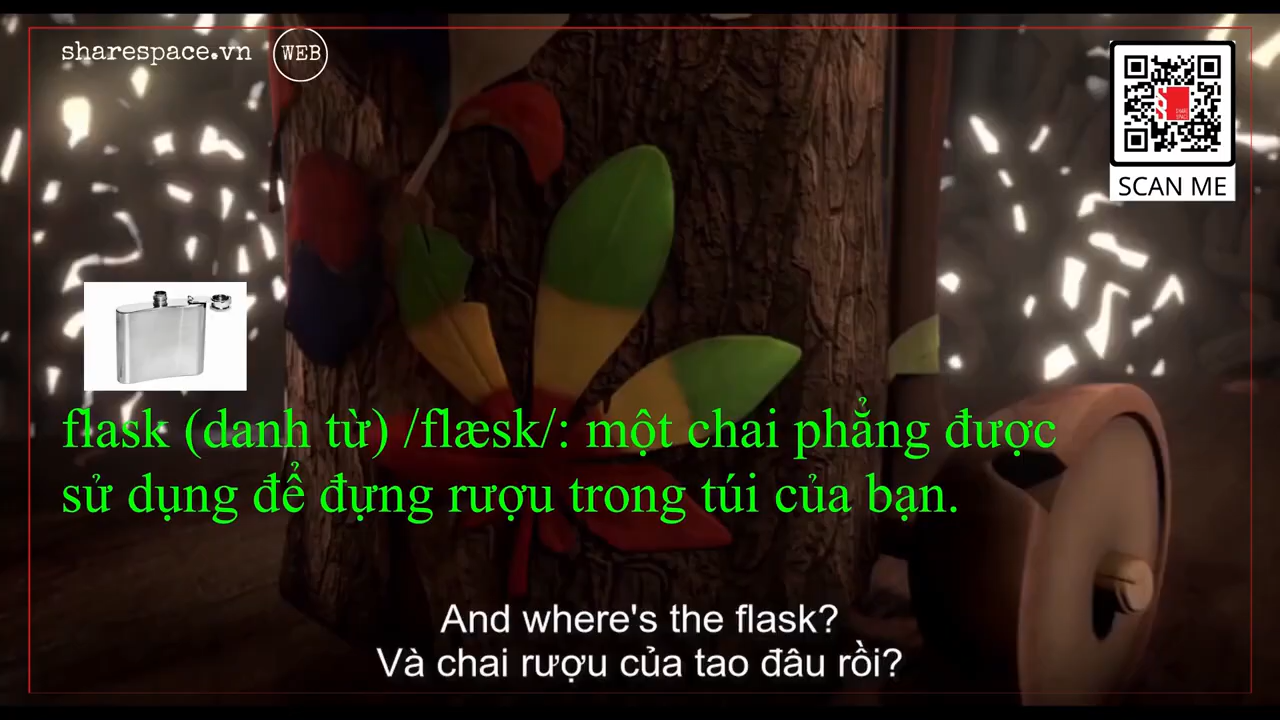 sharespace.vn WEB
SCAN ME
flask (danh từ) /flæsk/: một chai phẳng được
sử dụng để đựng rượu trong túi của bạn.
And where's the flask?
Và chai rượu của tao đâu rồi?